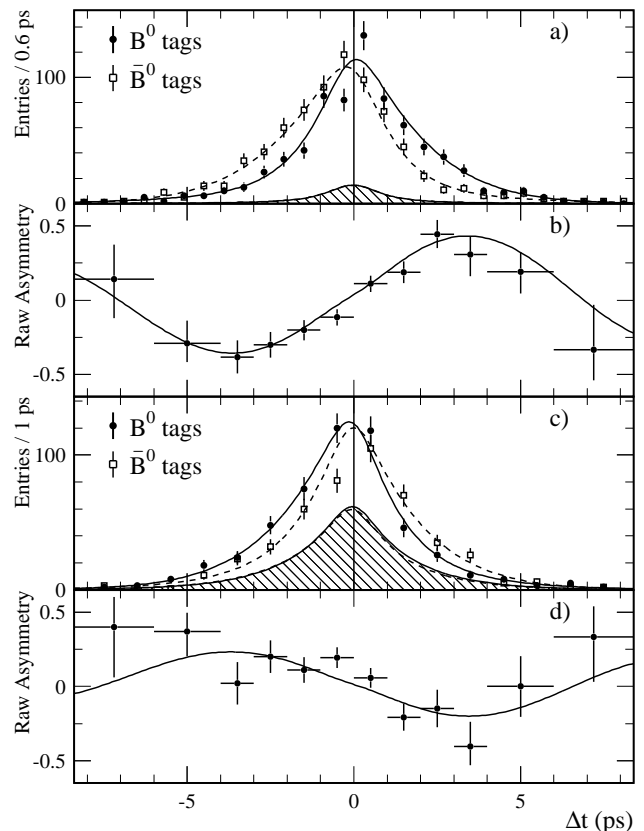 a)
Entries / 0.6 ps
B⁰ tags
B̄⁰ tags
100
0
b)
Raw Asymmetry
0.5
0
-0.5
c)
Entries / 1 ps
B⁰ tags
B̄⁰ tags
100
0
d)
Raw Asymmetry
0.5
0
-0.5
-5
0
5
Δt (ps)